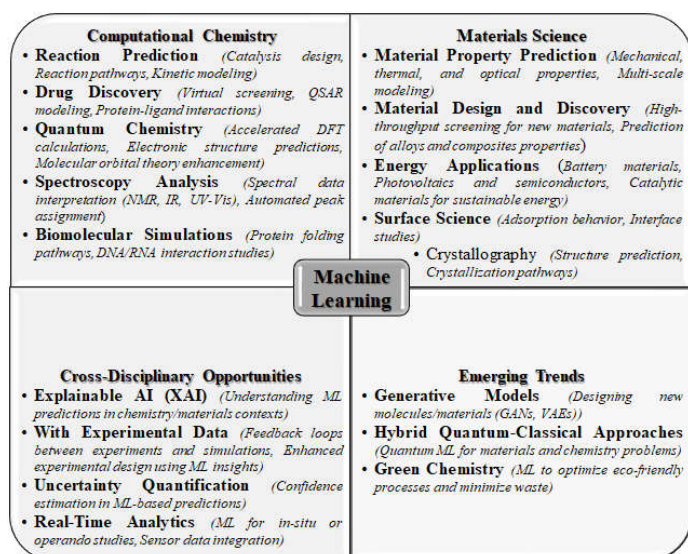 Computational Chemistry
• Reaction Prediction (Catalysis design,
Reaction pathways, Kinetic modeling)
• Drug Discovery (Virtual screening, QSAR
modeling, Protein-ligand interactions)
• Quantum Chemistry (Accelerated DFT
calculations, Electronic structure predictions,
Molecular orbital theory enhancement)
• Spectroscopy Analysis (Spectral data
interpretation (NMR, IR, UV-Vis), Automated peak
assignment)
• Biomolecular Simulations (Protein folding
pathways, DNA/RNA interaction studies)
Materials Science
• Material Property Prediction (Mechanical,
thermal, and optical properties, Multi-scale
modeling)
• Material Design and Discovery (High-
throughput screening for new materials, Prediction
of alloys and composites properties)
• Energy Applications (Battery materials,
Photovoltaics and semiconductors, Catalytic
materials for sustainable energy)
• Surface Science (Adsorption behavior, Interface
studies)
• Crystallography (Structure prediction,
Crystallization pathways)
Machine
Learning
Cross-Disciplinary Opportunities
• Explainable AI (XAI) (Understanding ML
predictions in chemistry/materials contexts)
• With Experimental Data (Feedback loops
between experiments and simulations, Enhanced
experimental design using ML insights)
• Uncertainty Quantification (Confidence
estimation in ML-based predictions)
• Real-Time Analytics (ML for in-situ or
operando studies, Sensor data integration)
Emerging Trends
• Generative Models (Designing new
molecules/materials (GANs, VAEs))
• Hybrid Quantum-Classical Approaches
(Quantum ML for materials and chemistry problems)
• Green Chemistry (ML to optimize eco-friendly
processes and minimize waste)